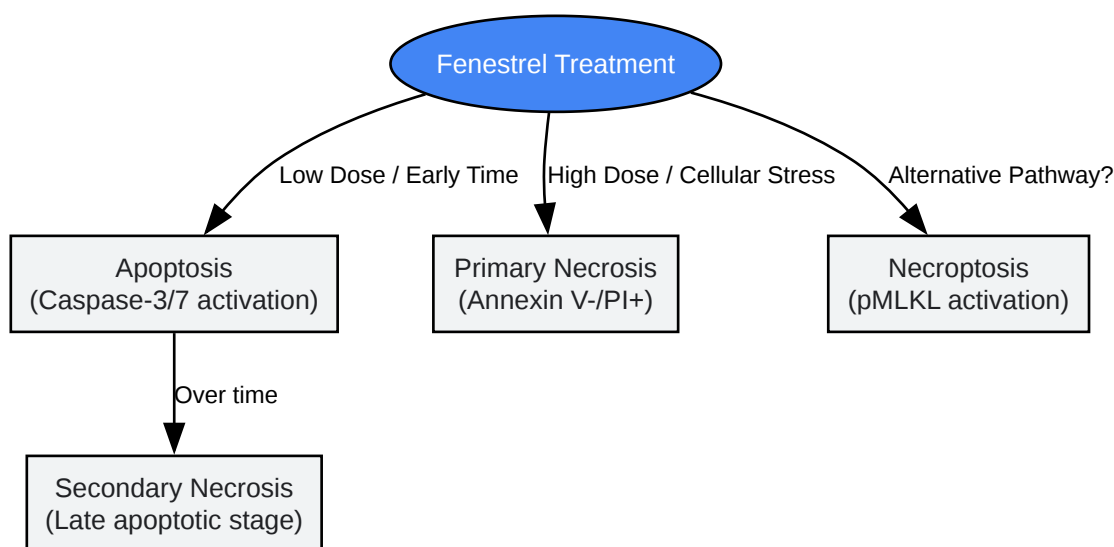 Fenestrel Treatment
Low Dose / Early Time
High Dose / Cellular Stress
Alternative Pathway?
Apoptosis
(Caspase-3/7 activation)
Primary Necrosis
(Annexin V-/PI+)
Necroptosis
(pMLKL activation)
Over time
Secondary Necrosis
(Late apoptotic stage)